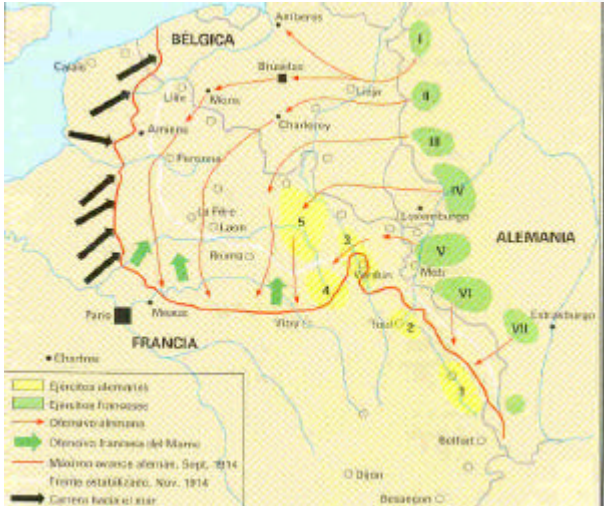 Amberes
BÉLGICA
I
Calais
Bruselas
Lieja
II
Lille
Mons
Charleroy
Amiens
III
Peronne
IV
La Fère
Luxemburgo
Laon
5
ALEMANIA
3
V
Reims
Verdun
Metz
4
VI
Meaux
París
Vitry
Toul
2
VII
Estrasburgo
FRANCIA
Chartres
1
Ejércitos alemanes
Ejércitos franceses
Ofensiva alemana
Ofensiva francesa del Marne
Máximo avance alemán. Sept. 1914
Frente estabilizado. Nov. 1914
Carrera hacia el mar
Belfort
Dijon
Besançon